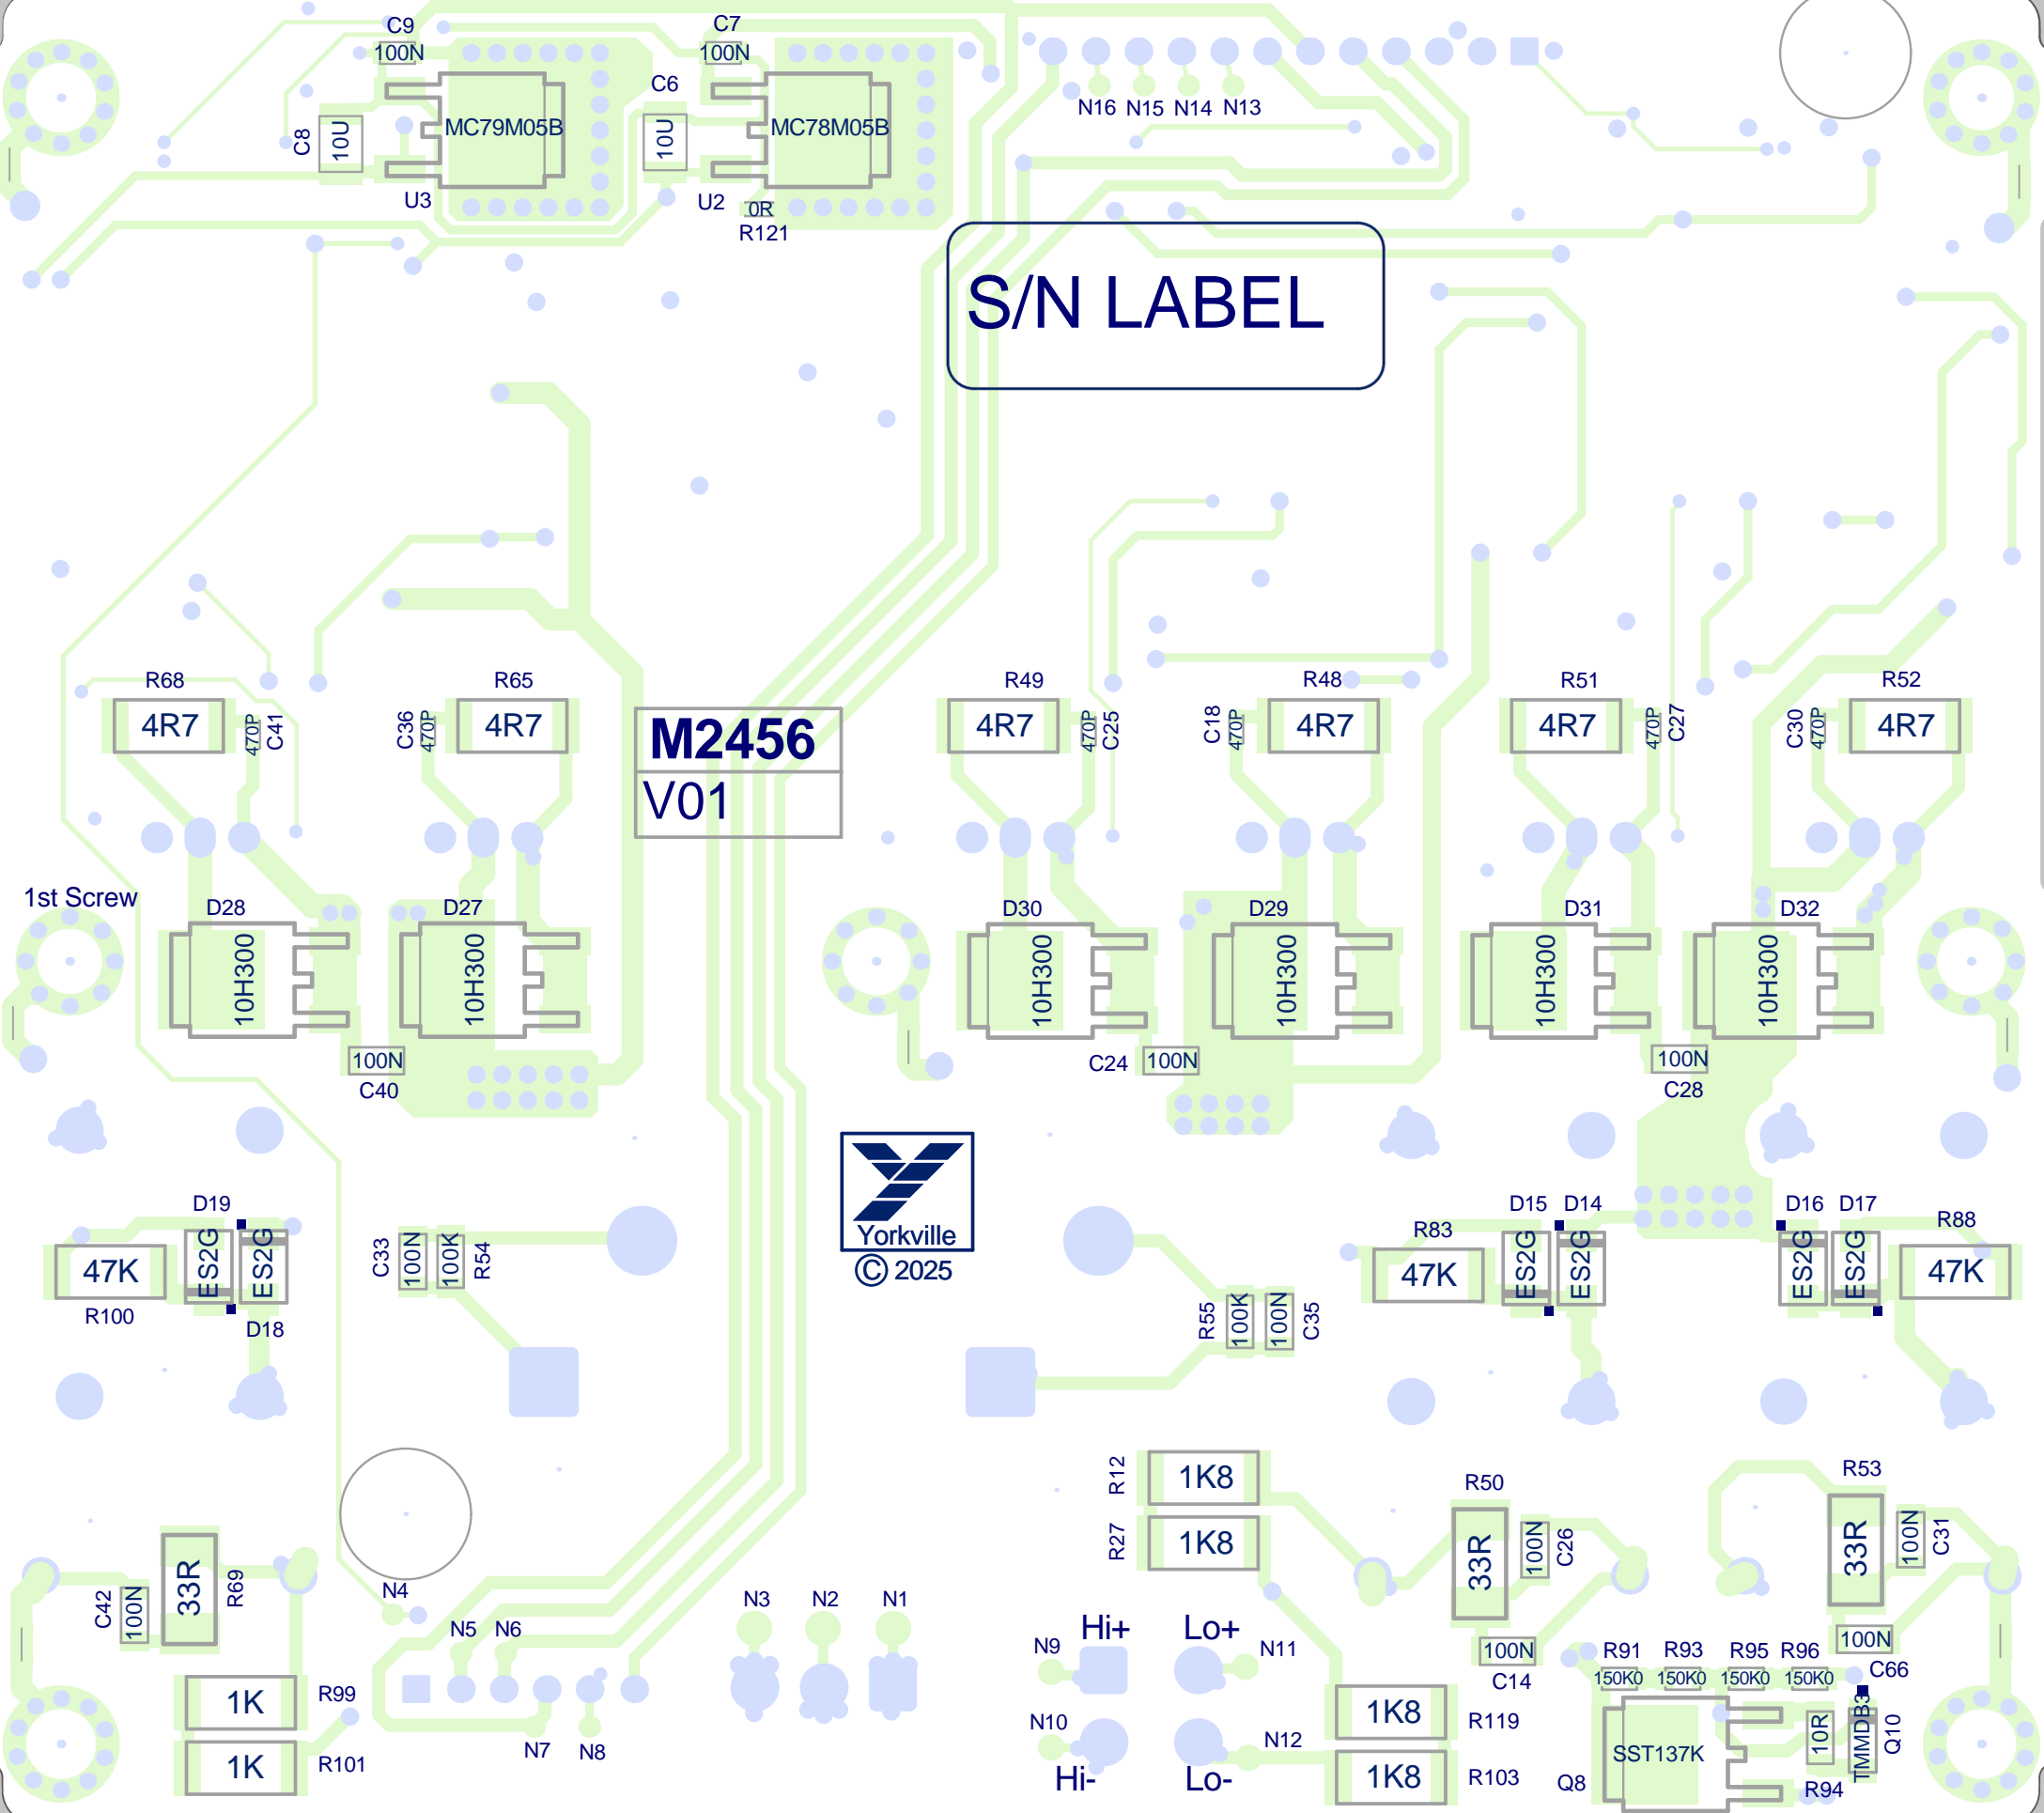 C9
C7
100N
100N
C6
C8
10U
10U
MC79M05B
MC78M05B
N16
N15
N14
N13
U3
U2
0R
R121
S/N LABEL
R68
R65
R49
R48
R51
R52
4R7
C41
470P
C36
470P
4R7
4R7
470P
C25
C18
470P
4R7
4R7
470P
C27
C30
470P
4R7
M2456
V01
1st Screw
D28
D27
D30
D29
D31
D32
10H300
10H300
10H300
10H300
10H300
10H300
100N
C40
C24
100N
100N
C28
D19
D15
D14
D16
D17
R88
R83
47K
ES2G
ES2G
C33
100N
100K
R54
Yorkville
© 2025
47K
ES2G
ES2G
ES2G
ES2G
47K
R100
D18
R55
100K
100N
C35
R12
1K8
R50
R53
R27
1K8
33R
100N
C26
33R
100N
C31
C42
100N
33R
R69
N4
N5
N6
N3
N2
N1
N9
Hi+
Lo+
N11
100N
C14
R91
R93
R95
R96
100N
C66
150K0
150K0
150K0
150K0
1K
R99
1K8
R119
N10
N12
N7
N8
1K
R101
Hi-
Lo-
1K8
R103
Q8
SST137K
10R
R94
TMMDB3
Q10